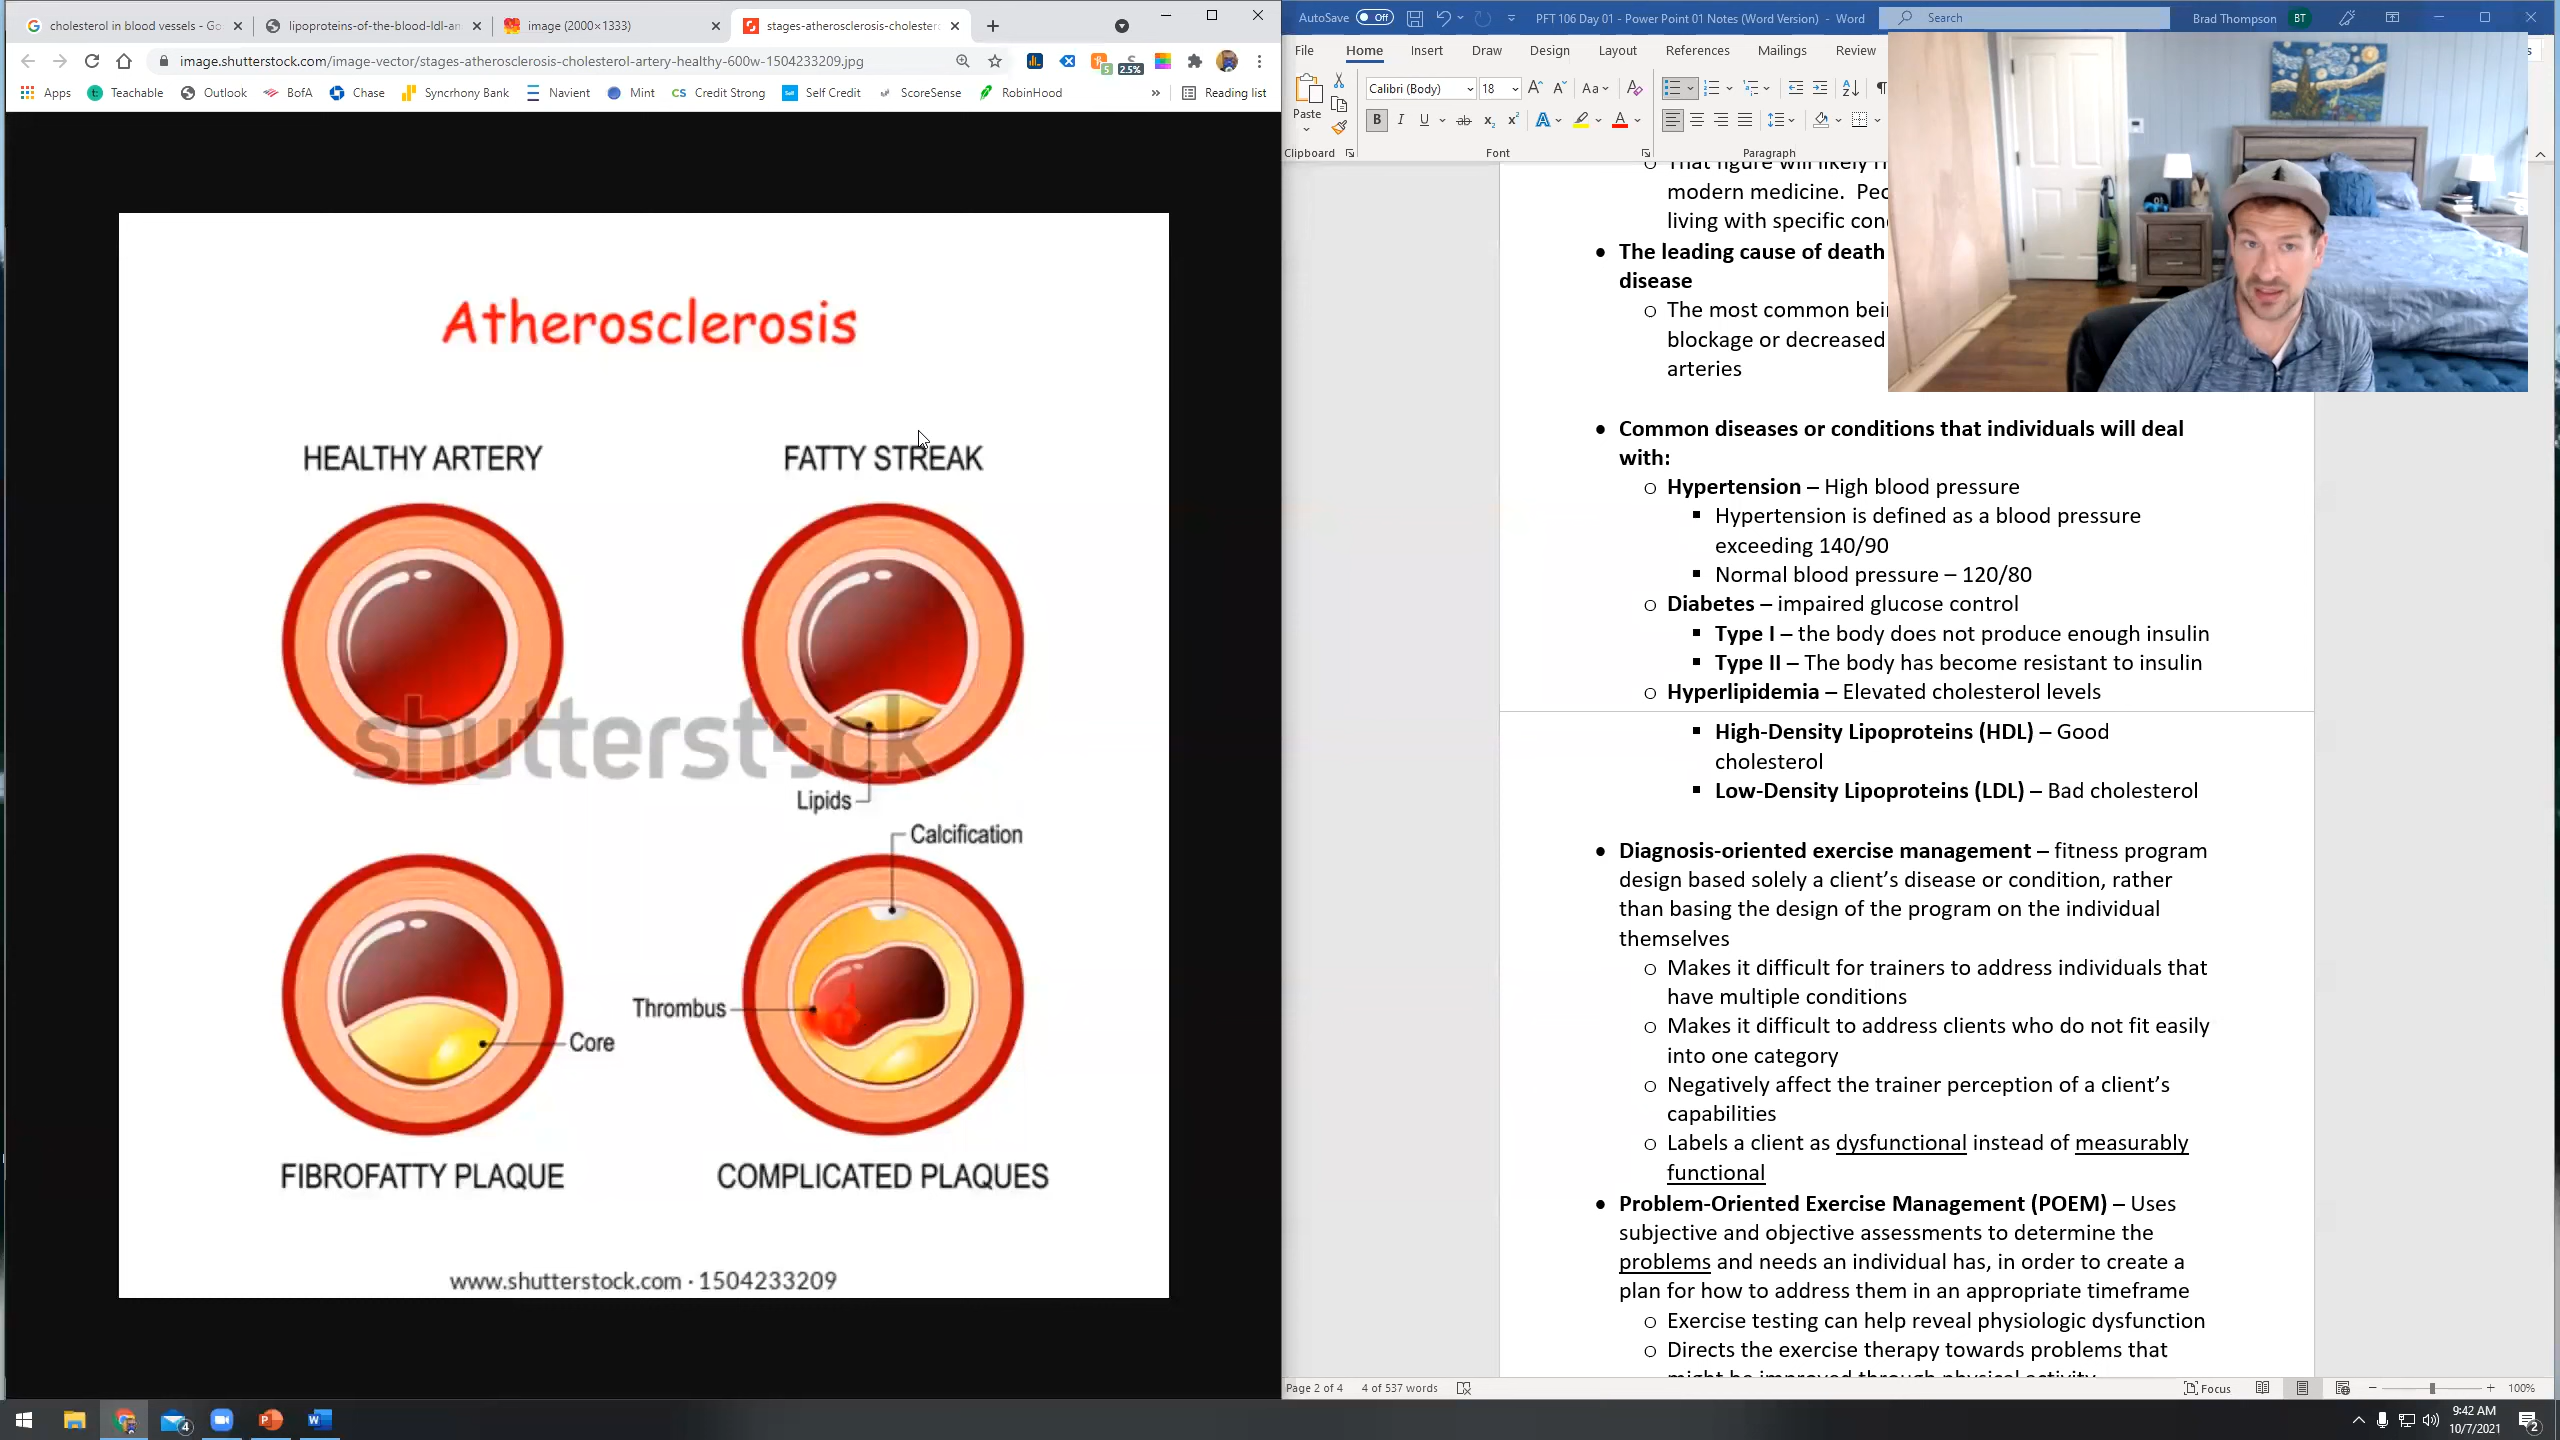 cholesterol in blood vessels - Go
lipoproteins-of-the-blood-ldl-an
image (2000×1333)
stages-atherosclerosis-cholester
image.shutterstock.com/image-vector/stages-atherosclerosis-cholesterol-artery-healthy-600w-1504233209.jpg
5
2.5%
Apps
Teachable
Outlook
BofA
Chase
Syncrhony Bank
Navient
Mint
CS Credit Strong
Self Credit
ScoreSense
RobinHood
»
Reading list
Atherosclerosis
HEALTHY ARTERY
FATTY STREAK
shutterstock
Lipids
Calcification
Thrombus
Core
FIBROFATTY PLAQUE
COMPLICATED PLAQUES
www.shutterstock.com · 1504233209
AutoSave Off
PFT 106 Day 01 - Power Point 01 Notes (Word Version) - Word
Search
Brad Thompson BT
File Home Insert Draw Design Layout References Mailings Review
Calibri (Body) 18
Paste
Clipboard
Font
Paragraph
modern medicine. Peo
living with specific con
• The leading cause of death
disease
o The most common bei
blockage or decreased
arteries
• Common diseases or conditions that individuals will deal
with:
o Hypertension – High blood pressure
▪ Hypertension is defined as a blood pressure
exceeding 140/90
▪ Normal blood pressure – 120/80
o Diabetes – impaired glucose control
▪ Type I – the body does not produce enough insulin
▪ Type II – The body has become resistant to insulin
o Hyperlipidemia – Elevated cholesterol levels
▪ High-Density Lipoproteins (HDL) – Good
cholesterol
▪ Low-Density Lipoproteins (LDL) – Bad cholesterol
• Diagnosis-oriented exercise management – fitness program
design based solely a client’s disease or condition, rather
than basing the design of the program on the individual
themselves
o Makes it difficult for trainers to address individuals that
have multiple conditions
o Makes it difficult to address clients who do not fit easily
into one category
o Negatively affect the trainer perception of a client’s
capabilities
o Labels a client as dysfunctional instead of measurably
functional
• Problem-Oriented Exercise Management (POEM) – Uses
subjective and objective assessments to determine the
problems and needs an individual has, in order to create a
plan for how to address them in an appropriate timeframe
o Exercise testing can help reveal physiologic dysfunction
o Directs the exercise therapy towards problems that
might be improved through physical activity
Page 2 of 4 4 of 537 words
Focus
100%
4
9:42 AM
10/7/2021
2